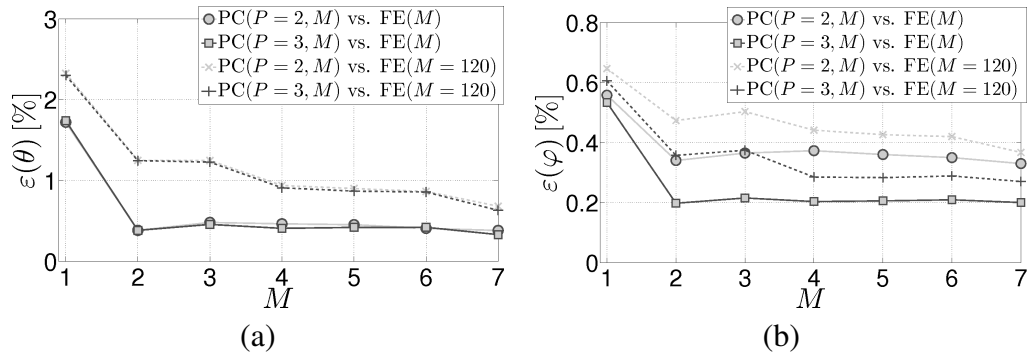 3
2
1
0
ε(θ) [%]
PC(P = 2, M) vs. FE(M)
PC(P = 3, M) vs. FE(M)
PC(P = 2, M) vs. FE(M = 120)
PC(P = 3, M) vs. FE(M = 120)
1 2 3 4 5 6 7
M
(a)
0.8
0.6
0.4
0.2
0
ε(φ) [%]
PC(P = 2, M) vs. FE(M)
PC(P = 3, M) vs. FE(M)
PC(P = 2, M) vs. FE(M = 120)
PC(P = 3, M) vs. FE(M = 120)
1 2 3 4 5 6 7
M
(b)